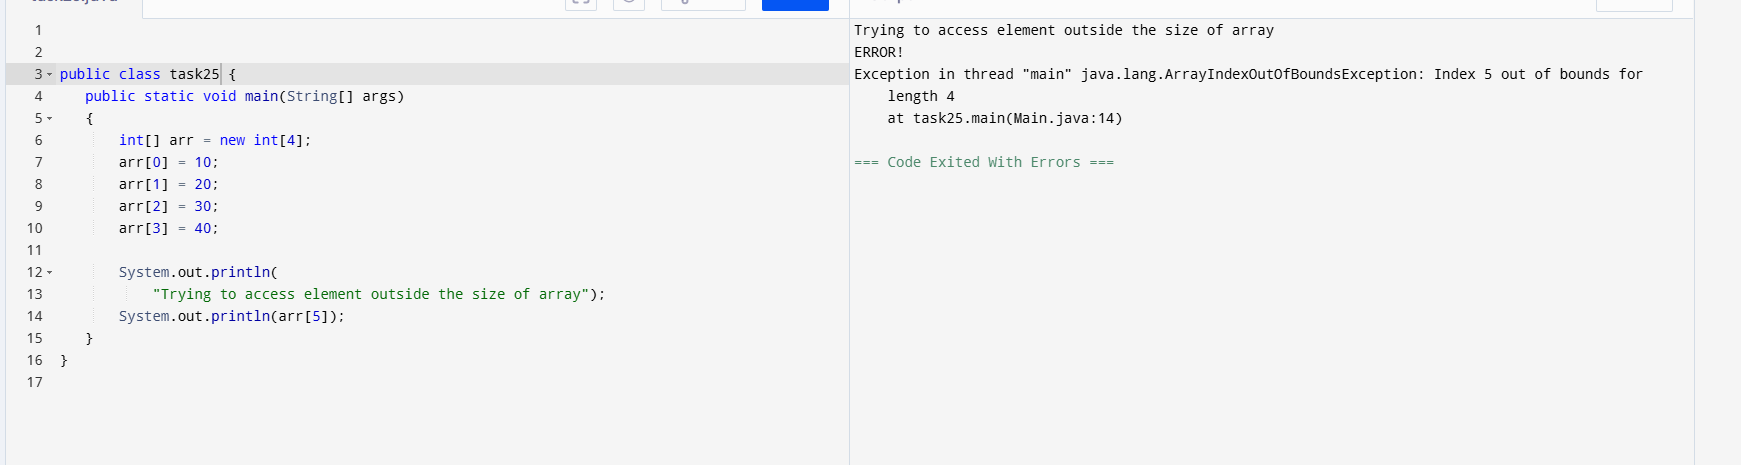 1
2
3 public class task25 {
4 public static void main(String[] args)
5 {
6 int[] arr = new int[4];
7 arr[0] = 10;
8 arr[1] = 20;
9 arr[2] = 30;
10 arr[3] = 40;
11
12 System.out.println(
13 "Trying to access element outside the size of array");
14 System.out.println(arr[5]);
15 }
16 }
17
Trying to access element outside the size of array
ERROR!
Exception in thread "main" java.lang.ArrayIndexOutOfBoundsException: Index 5 out of bounds for
length 4
at task25.main(Main.java:14)
=== Code Exited With Errors ===